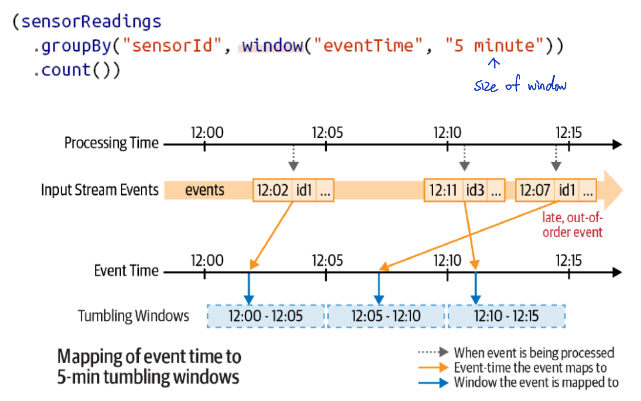 (sensorReadings
.groupBy("sensorId", window("eventTime", "5 minute"))
.count())
size of window
12:00 12:05 12:10 12:15
Processing Time
Input Stream Events events 12:02 id1 ... 12:11 id3 ... 12:07 id1 ...
late, out-of-
order event
12:00 12:05 12:10 12:15
Event Time
Tumbling Windows 12:00 - 12:05 12:05 - 12:10 12:10 - 12:15
Mapping of event time to
5-min tumbling windows
When event is being processed
Event-time the event maps to
Window the event is mapped to